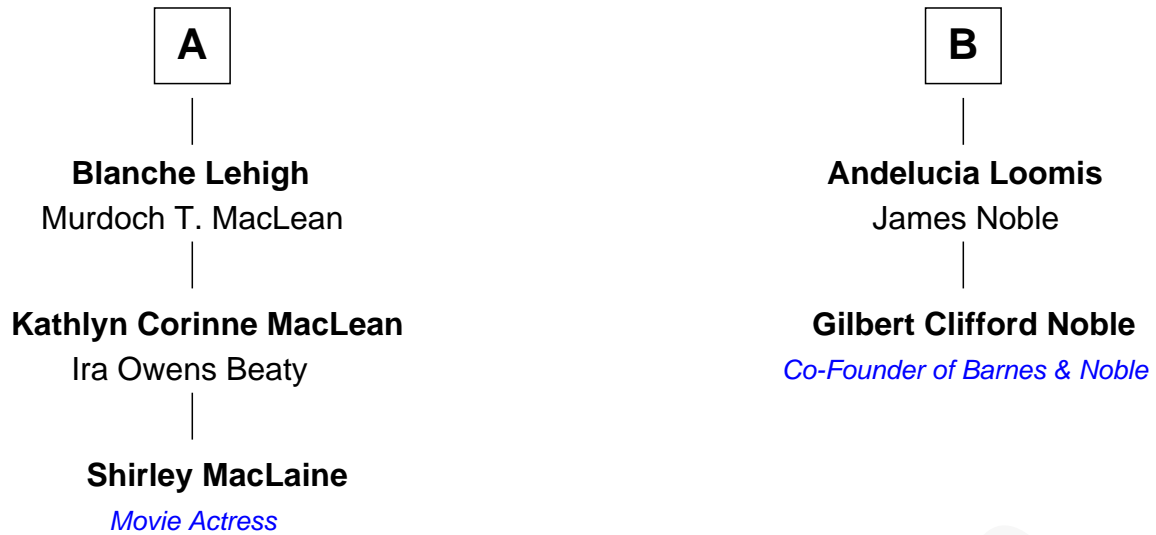 A
Blanche Lehigh
Murdoch T. MacLean
Kathlyn Corinne MacLean
Ira Owens Beaty
Shirley MacLaine
Movie Actress
B
Andelucia Loomis
James Noble
Gilbert Clifford Noble
Co-Founder of Barnes & Noble